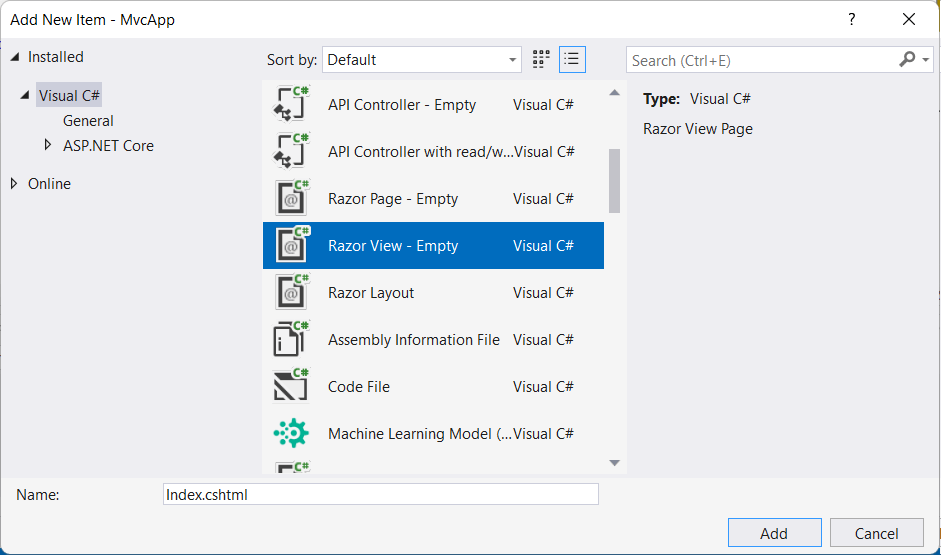 Add New Item - MvcApp
?
Installed
Visual C#
General
ASP.NET Core
Online
Sort by: Default
Search (Ctrl+E)
C# API Controller - Empty Visual C#
C# API Controller with read/w... Visual C#
C# @ Razor Page - Empty Visual C#
C# @ Razor View - Empty Visual C#
C# @ Razor Layout Visual C#
C# Assembly Information File Visual C#
C# Code File Visual C#
Machine Learning Model (... Visual C#
C#
Type: Visual C#
Razor View Page
Name: Index.cshtml
Add Cancel